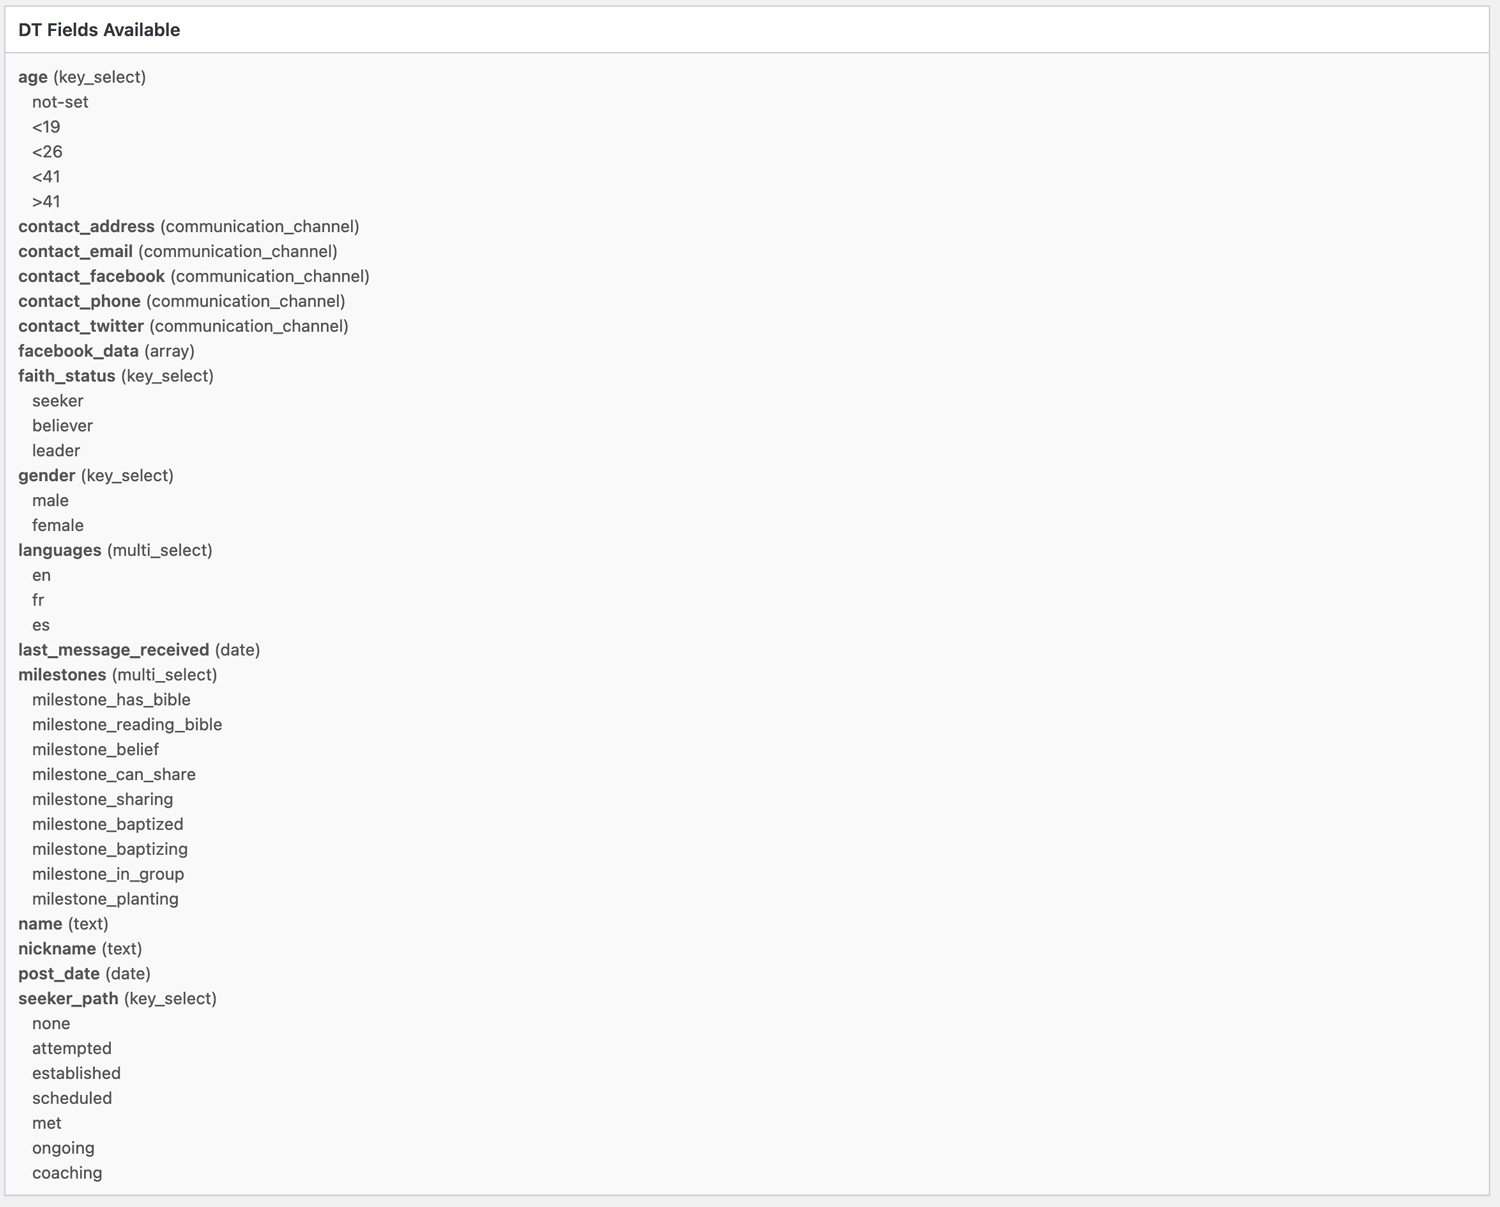 DT Fields Available
age (key_select)
not-set
<19
<26
<41
>41
contact_address (communication_channel)
contact_email (communication_channel)
contact_facebook (communication_channel)
contact_phone (communication_channel)
contact_twitter (communication_channel)
facebook_data (array)
faith_status (key_select)
seeker
believer
leader
gender (key_select)
male
female
languages (multi_select)
en
fr
es
last_message_received (date)
milestones (multi_select)
milestone_has_bible
milestone_reading_bible
milestone_belief
milestone_can_share
milestone_sharing
milestone_baptized
milestone_baptizing
milestone_in_group
milestone_planting
name (text)
nickname (text)
post_date (date)
seeker_path (key_select)
none
attempted
established
scheduled
met
ongoing
coaching